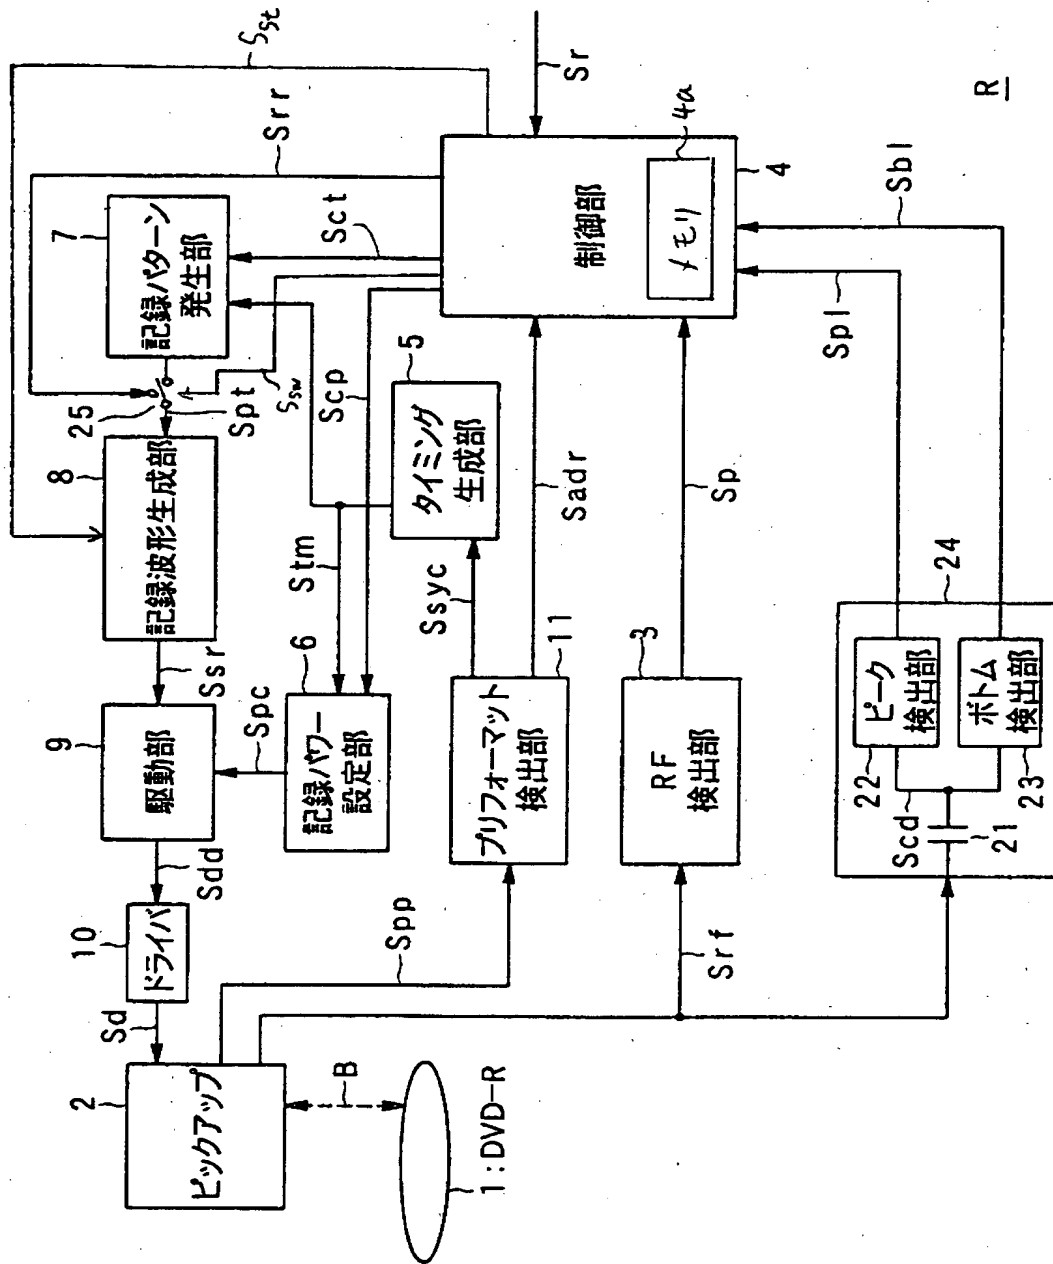 2
ピックアップ
B
1:DVD-R
Sd
10
ドライバ
Sdd
9
駆動部
Ssr
8
記録波形生成部
25
Spt
7
記録パターン
発生部
Srr
Sst
Spc
6
記録パワー
設定部
Stm
Scp
Ssw
Sct
Spp
プリフォーマット
検出部
11
Ssyc
タイミング
生成部
5
Sadr
制御部
メモリ
4a
4
Sr
Srf
RF
検出部
3
Sp
Scd
21
22
ピーク
検出部
23
ボトム
検出部
24
Spl
Sbl
R